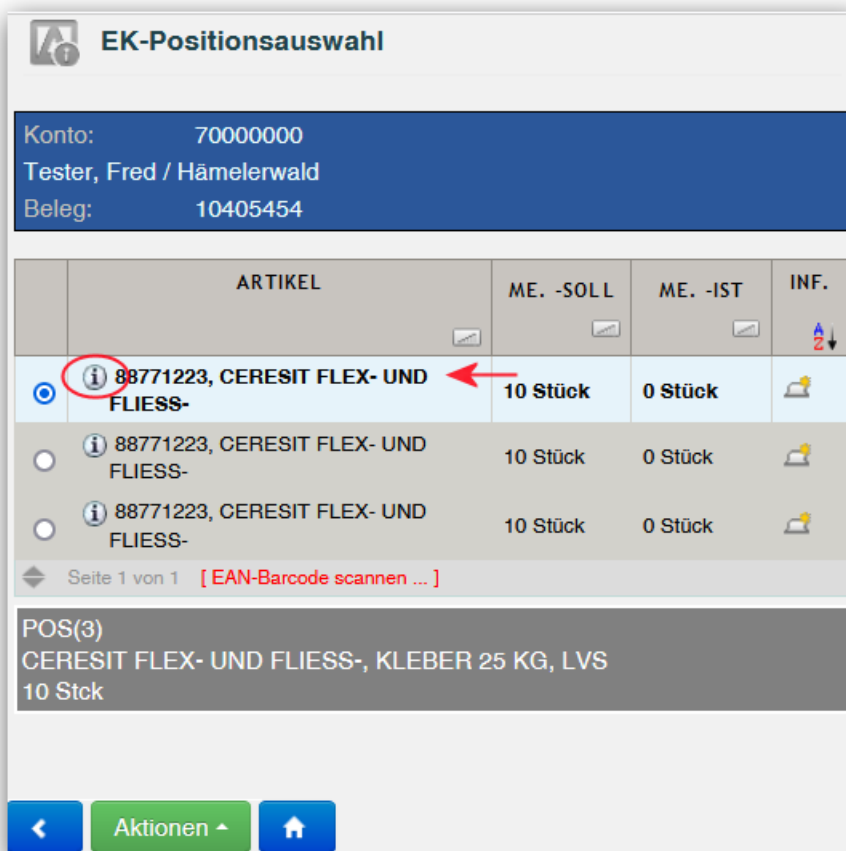 EK-Positionsauswahl
Konto: 70000000
Tester, Fred / Hämelerwald
Beleg: 10405454
ARTIKEL ME. -SOLL ME. -IST INF.
88771223, CERESIT FLEX- UND
FLIESS- 10 Stück 0 Stück
88771223, CERESIT FLEX- UND
FLIESS- 10 Stück 0 Stück
88771223, CERESIT FLEX- UND
FLIESS- 10 Stück 0 Stück
Seite 1 von 1 [ EAN-Barcode scannen ... ]
POS(3)
CERESIT FLEX- UND FLIESS-, KLEBER 25 KG, LVS
10 Stck
Aktionen